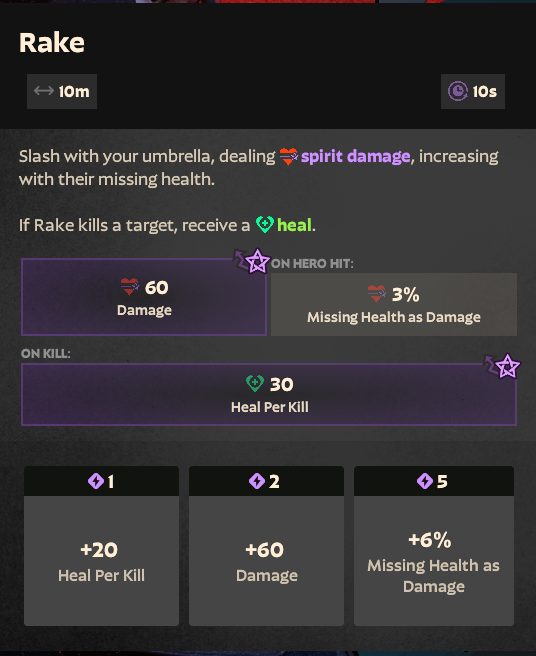 Rake
10m
10s
Slash with your umbrella, dealing spirit damage, increasing
with their missing health.
If Rake kills a target, receive a heal.
ON HERO HIT:
60
Damage
3%
Missing Health as Damage
ON KILL:
30
Heal Per Kill
1
+20
Heal Per Kill
2
+60
Damage
5
+6%
Missing Health as
Damage